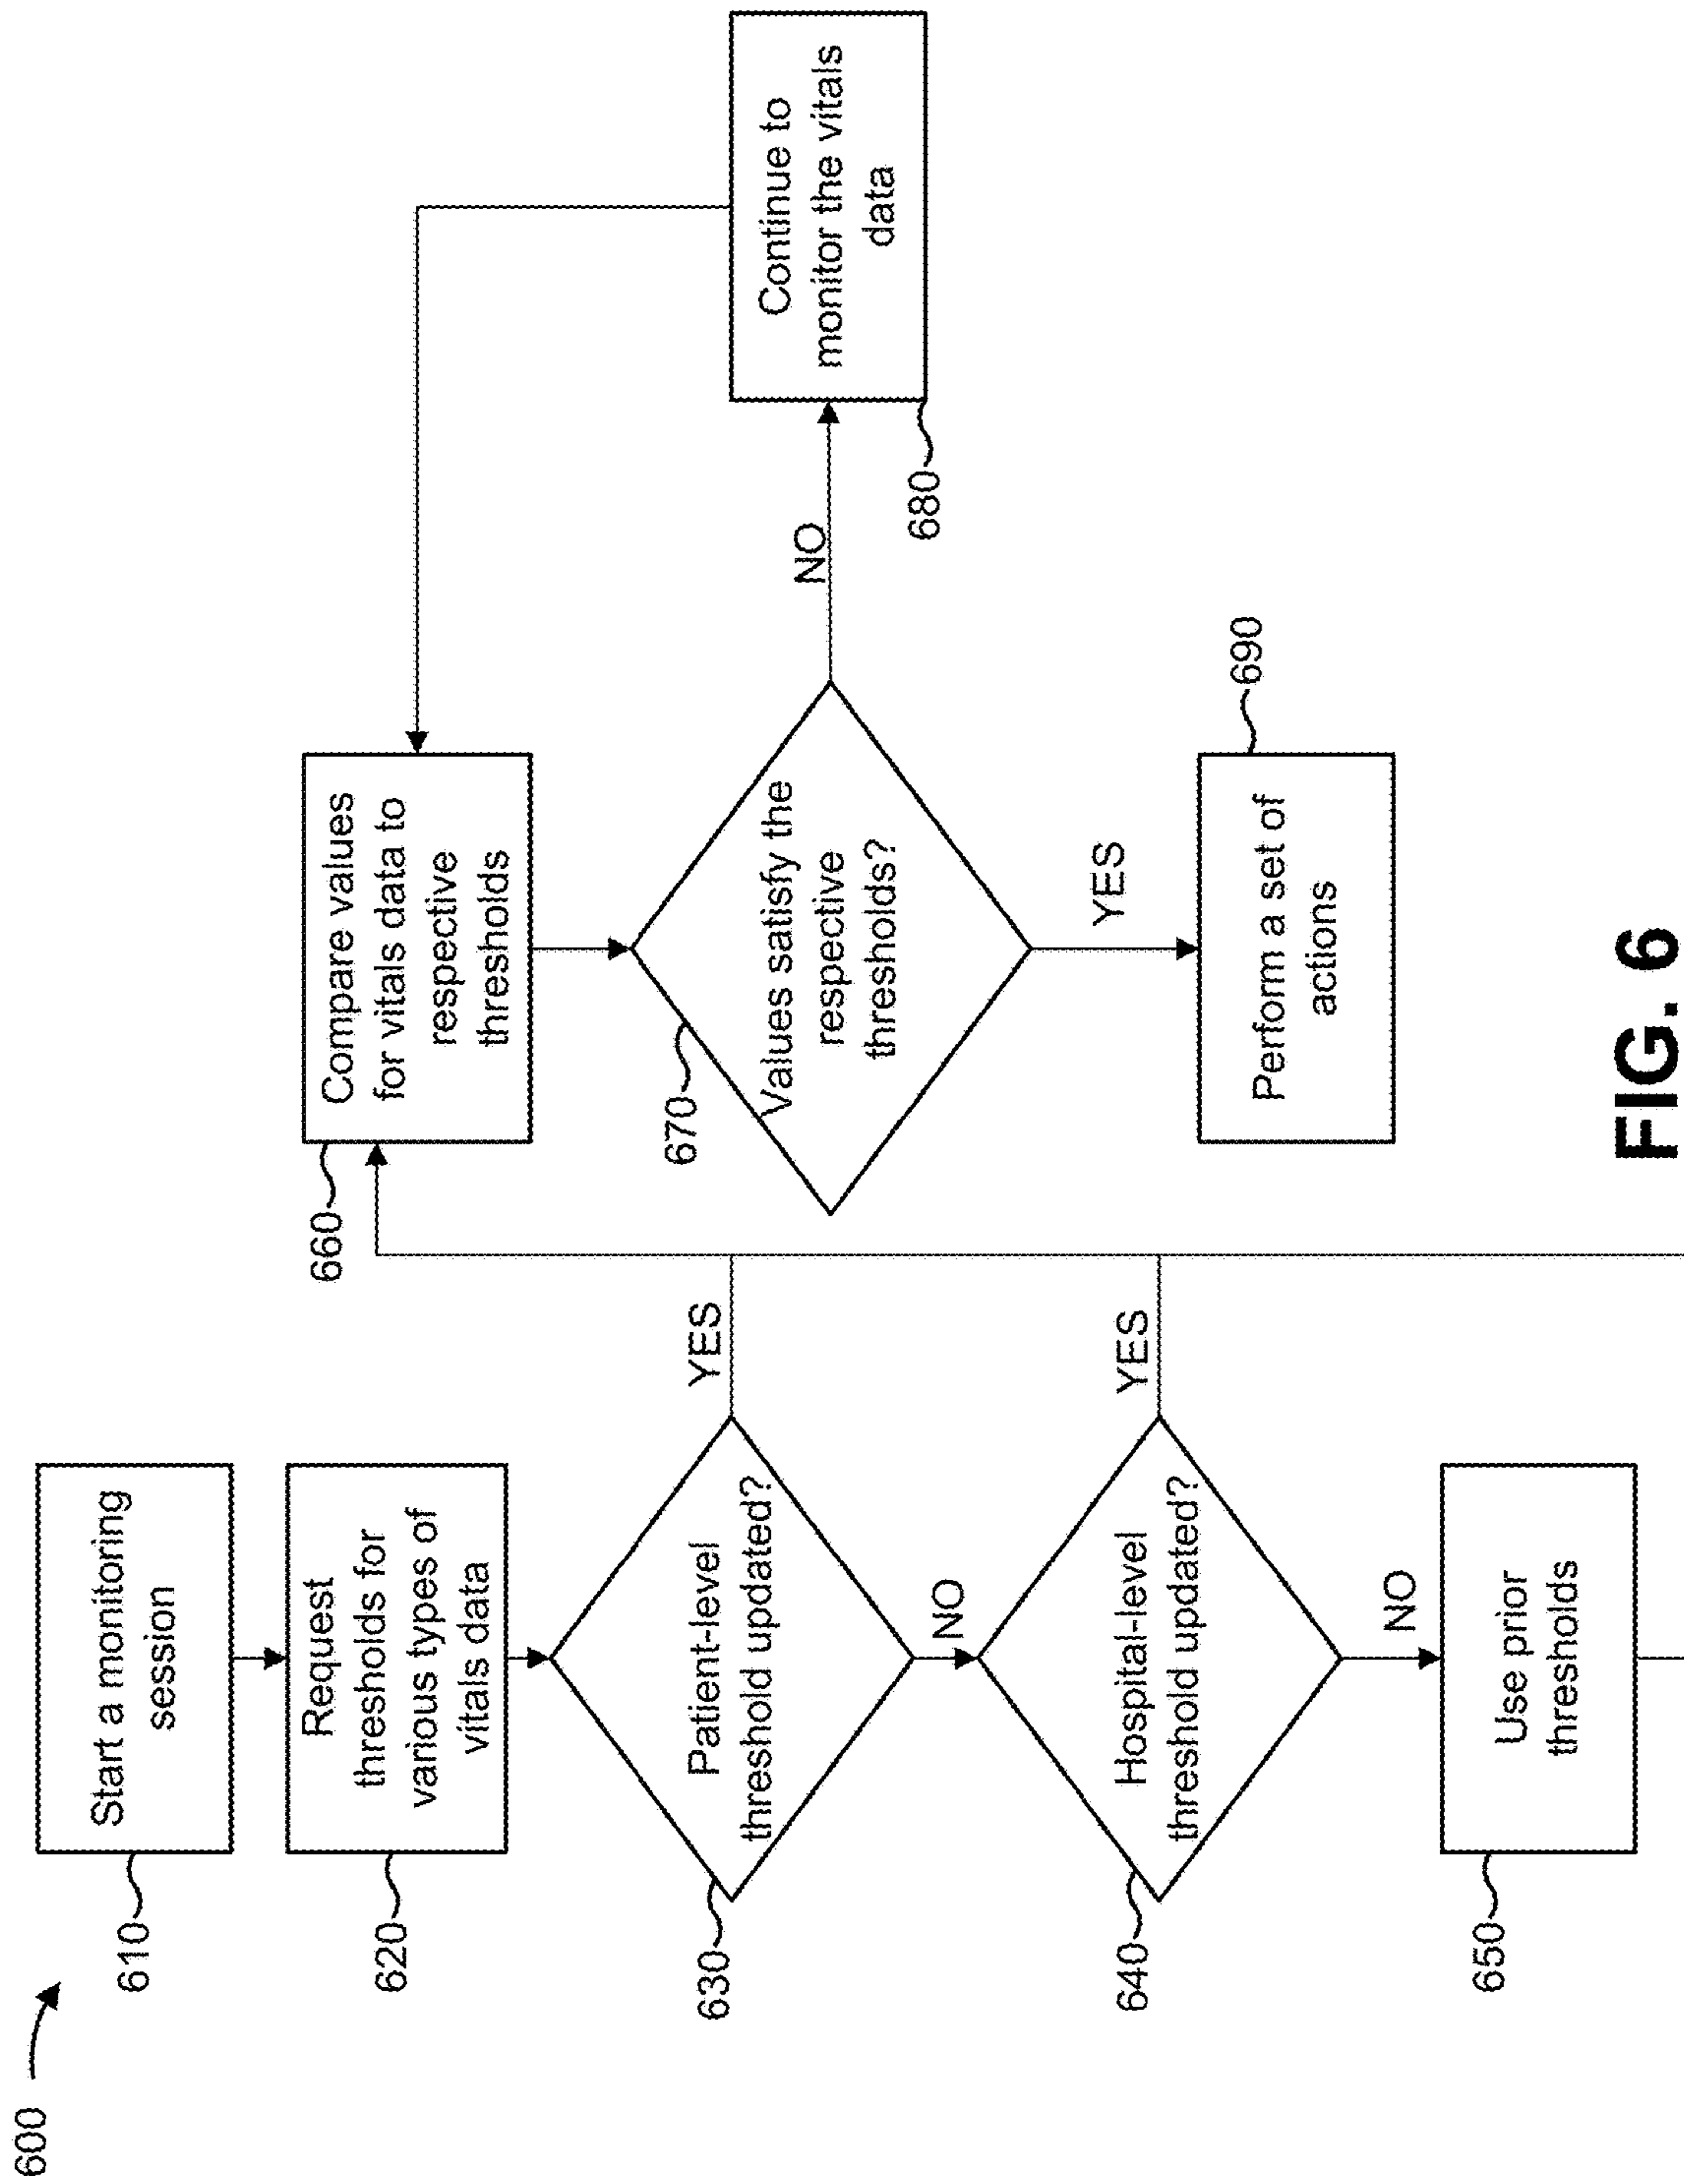 600
610
Start a monitoring
session
620
Request
thresholds for
various types of
vitals data
630
Patient-level
threshold updated?
YES
NO
640
Hospital-level
threshold updated?
YES
NO
650
Use prior
thresholds
660
Compare values
for vitals data to
respective
thresholds
670
Values satisfy the
respective
thresholds?
NO
YES
680
Continue to
monitor the vitals
data
690
Perform a set of
actions
FIG. 6